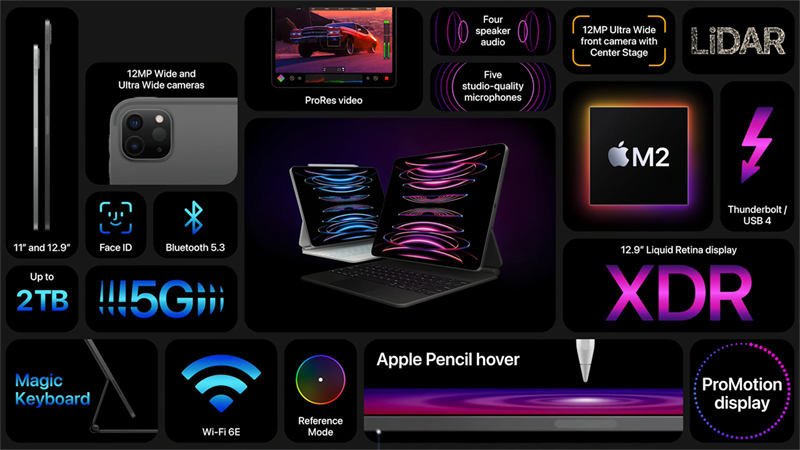 11” and 12.9”
12MP Wide and
Ultra Wide cameras
Face ID
Bluetooth 5.3
Up to
2TB
5G
ProRes video
Four
speaker
audio
Five
studio-quality
microphones
12MP Ultra Wide
front camera with
Center Stage
LiDAR
M2
Thunderbolt /
USB 4
12.9” Liquid Retina display
XDR
Magic
Keyboard
Wi-Fi 6E
Reference
Mode
Apple Pencil hover
ProMotion
display